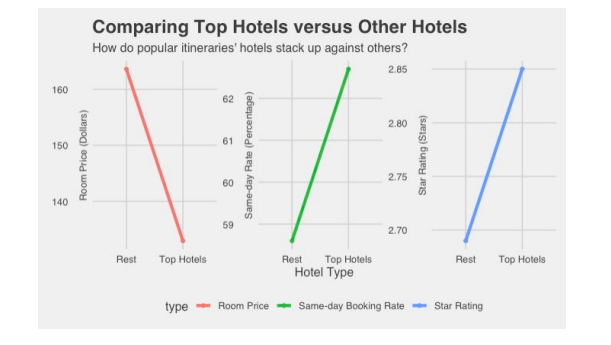 Comparing Top Hotels versus Other Hotels
How do popular itineraries' hotels stack up against others?
Room Price (Dollars)
160
150
140
Rest Top Hotels
Same-day Rate (Percentage)
62
61
60
59
Rest Top Hotels
Star Rating (Stars)
2.85
2.80
2.75
2.70
Rest Top Hotels
Hotel Type
type Room Price Same-day Booking Rate Star Rating